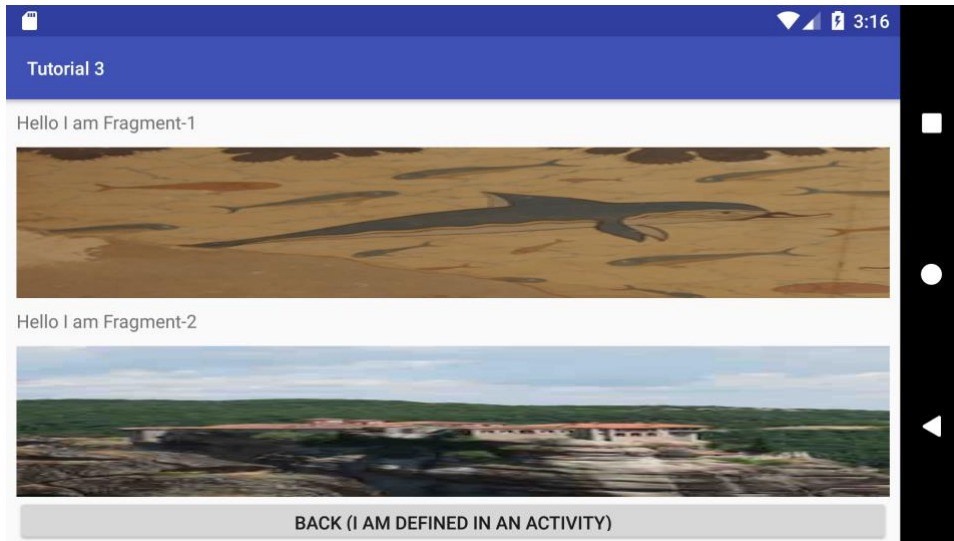 3:16
Tutorial 3
Hello I am Fragment-1
Hello I am Fragment-2
BACK (I AM DEFINED IN AN ACTIVITY)